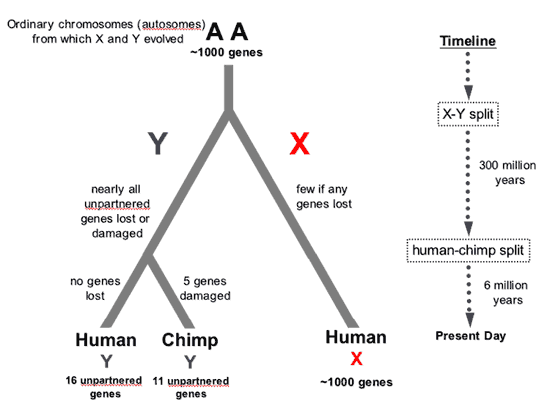 Ordinary chromosomes (autosomes)
from which X and Y evolved
A A
~1000 genes
Timeline
X-Y split
300 million
years
human-chimp split
6 million
years
Present Day
Y
X
nearly all
unpartnered
genes lost or
damaged
few if any
genes lost
no genes
lost
5 genes
damaged
Human
Y
16 unpartnered
genes
Chimp
Y
11 unpartnered
genes
Human
X
~1000 genes